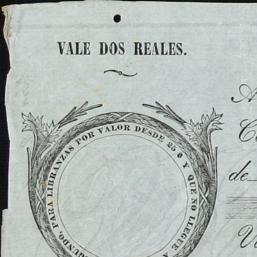 VALE DOS REALES.
PARA LIBRANZAS POR VALOR DESDE 25 @ Y QUE NO LLEGUE
de